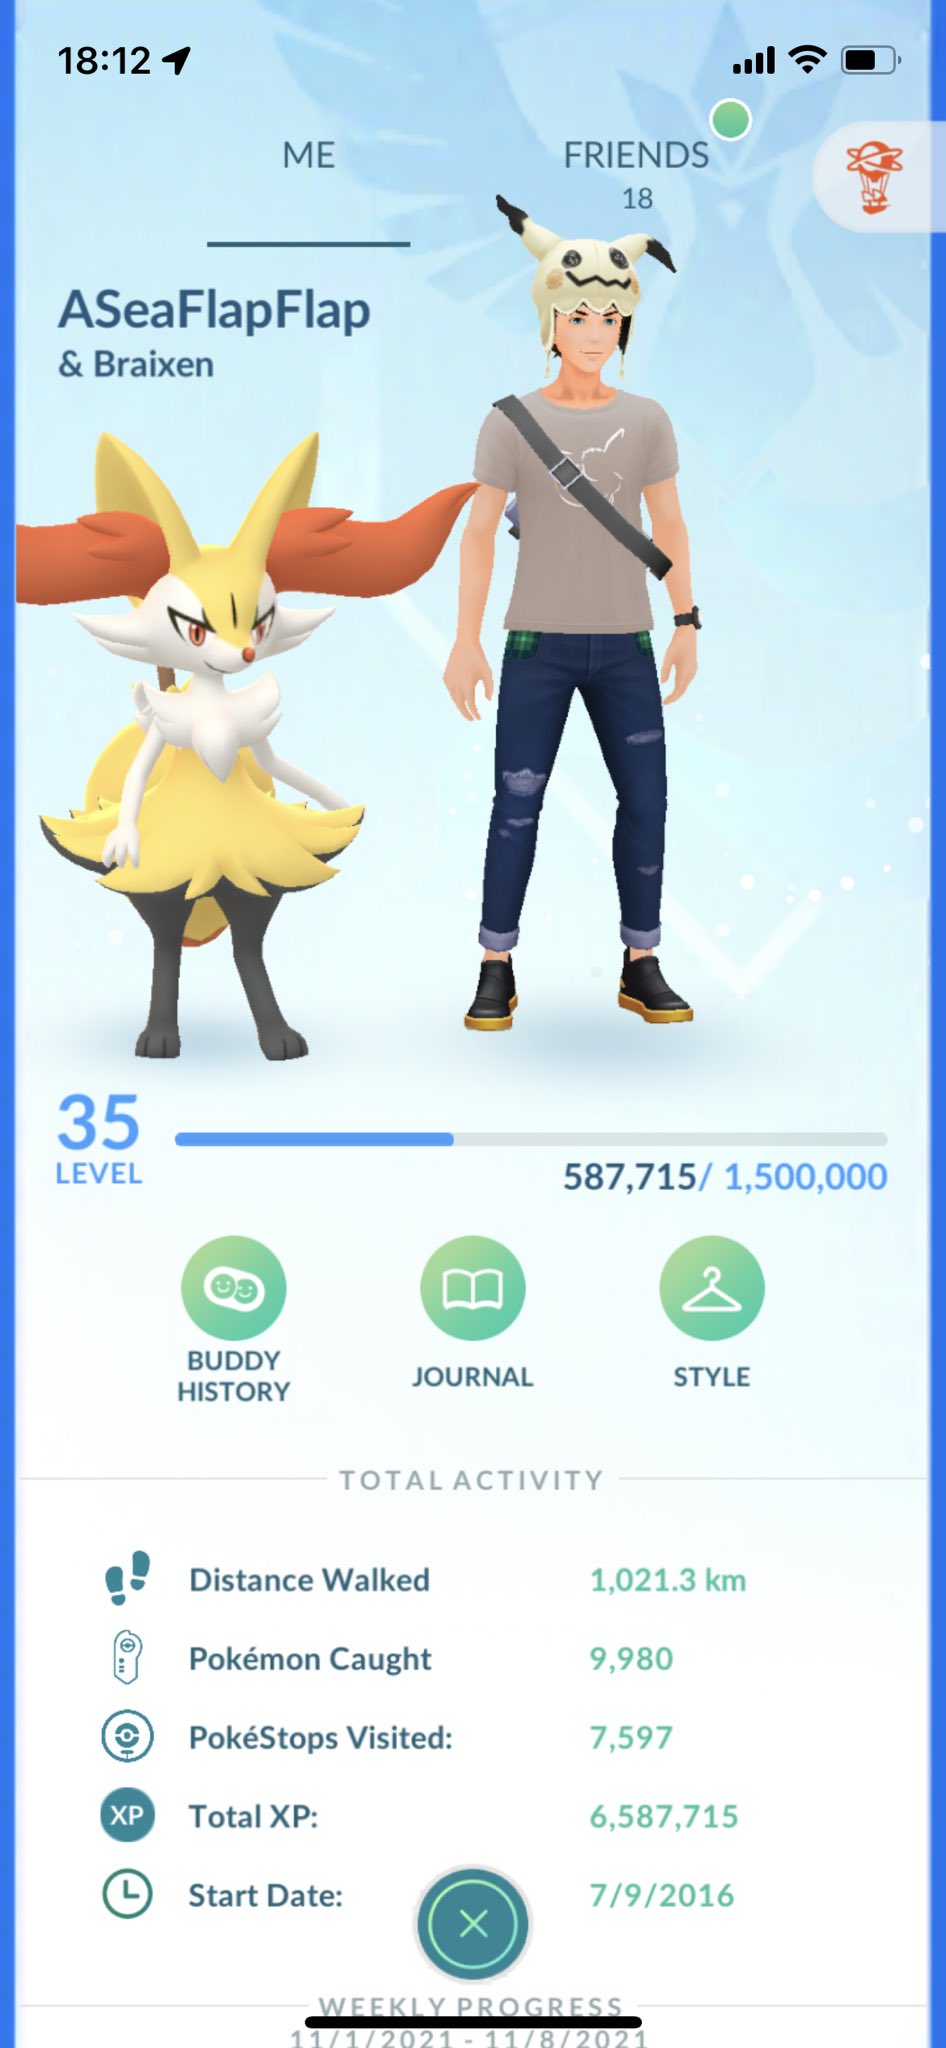 18:12
ME
FRIENDS
18
ASeaFlapFlap
& Braixen
35
LEVEL
587,715/ 1,500,000
BUDDY
HISTORY
JOURNAL
STYLE
TOTAL ACTIVITY
Distance Walked 1,021.3 km
Pokémon Caught 9,980
PokéStops Visited: 7,597
XP Total XP: 6,587,715
Start Date: 7/9/2016
WEEKLY PROGRESS
11/1/2021 - 11/8/2021